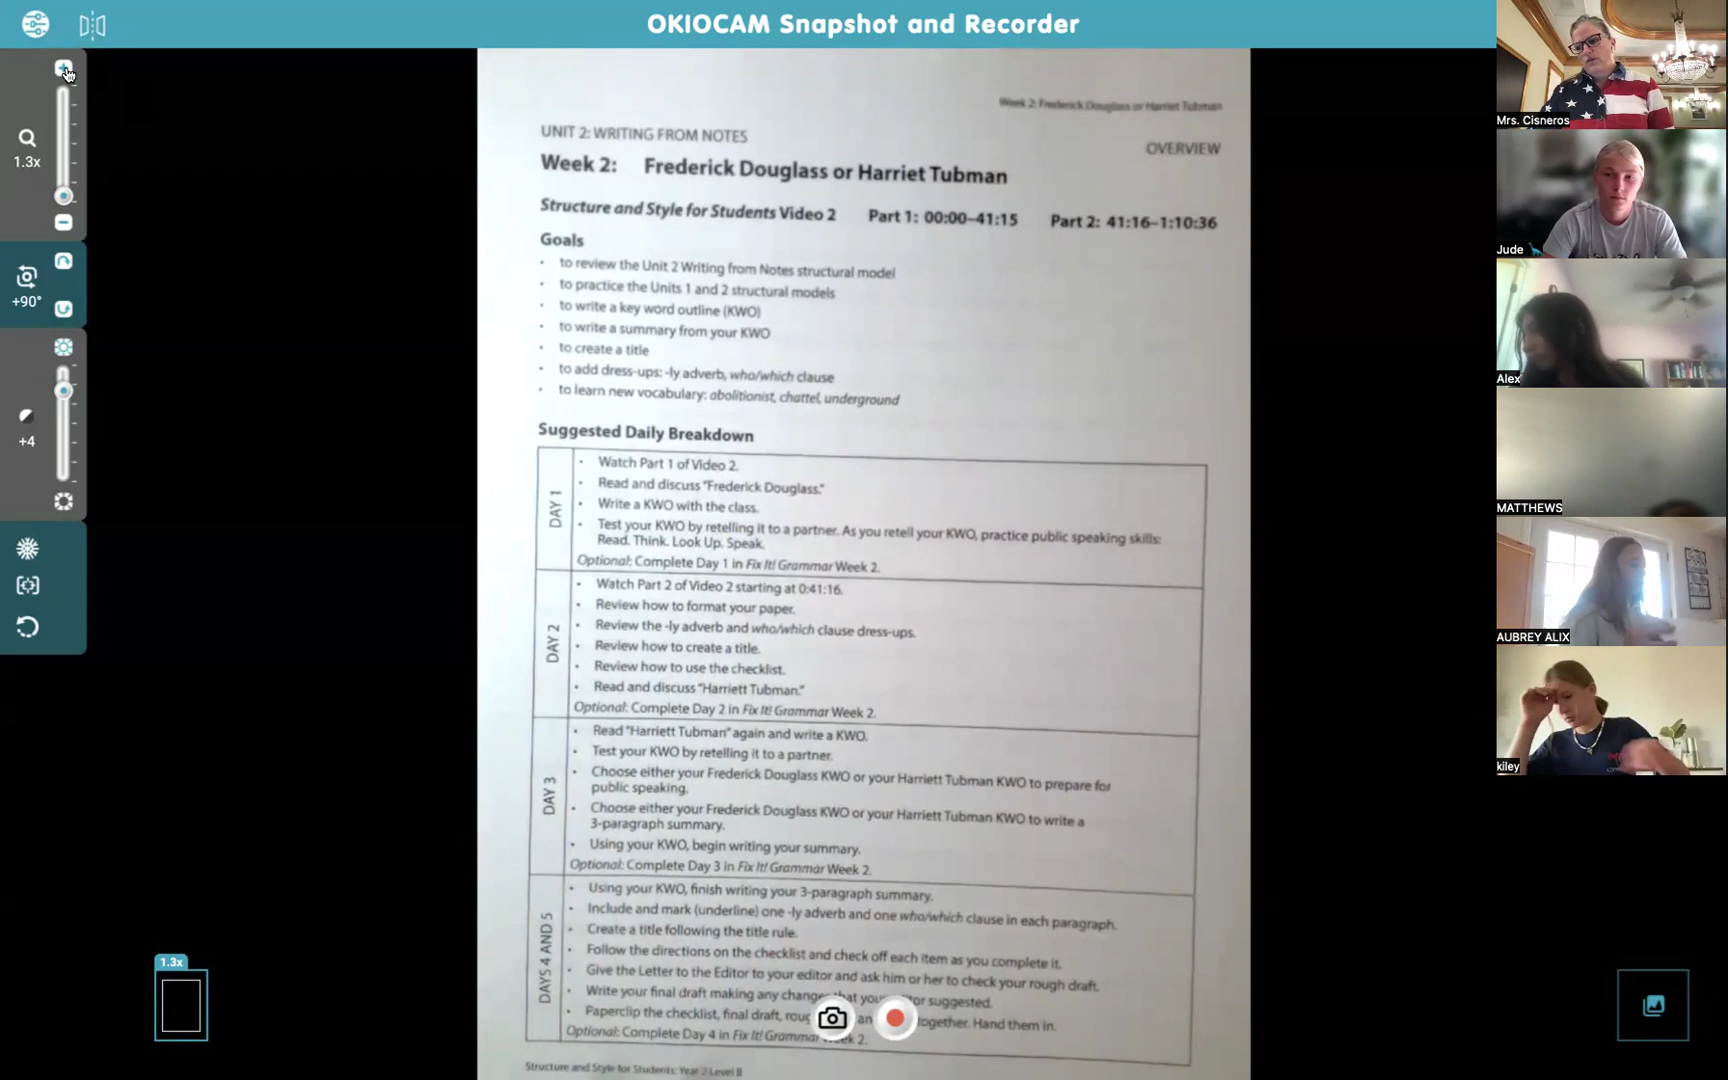 OKIOCAM Snapshot and Recorder
1.3x
+90°
+4
1.3x
Week 2: Frederick Douglass or Harriet Tubman
UNIT 2: WRITING FROM NOTES
OVERVIEW
Week 2: Frederick Douglass or Harriet Tubman
Structure and Style for Students Video 2 Part 1: 00:00–41:15 Part 2: 41:16–1:10:36
Goals
• to review the Unit 2 Writing from Notes structural model
• to practice the Units 1 and 2 structural models
• to write a key word outline (KWO)
• to write a summary from your KWO
• to create a title
• to add dress-ups: -ly adverb, who/which clause
• to learn new vocabulary: abolitionist, chattel, underground
Suggested Daily Breakdown
DAY 1
• Watch Part 1 of Video 2.
• Read and discuss "Frederick Douglass."
• Write a KWO with the class.
• Test your KWO by retelling it to a partner. As you retell your KWO, practice public speaking skills:
Read. Think. Look Up. Speak.
Optional: Complete Day 1 in Fix It! Grammar Week 2.
DAY 2
• Watch Part 2 of Video 2 starting at 0:41:16.
• Review how to format your paper.
• Review the -ly adverb and who/which clause dress-ups.
• Review how to create a title.
• Review how to use the checklist.
• Read and discuss "Harriett Tubman."
Optional: Complete Day 2 in Fix It! Grammar Week 2.
DAY 3
• Read "Harriett Tubman" again and write a KWO.
• Test your KWO by retelling it to a partner.
• Choose either your Frederick Douglass KWO or your Harriett Tubman KWO to prepare for
public speaking.
• Choose either your Frederick Douglass KWO or your Harriett Tubman KWO to write a
3-paragraph summary.
• Using your KWO, begin writing your summary.
Optional: Complete Day 3 in Fix It! Grammar Week 2.
DAYS 4 AND 5
• Using your KWO, finish writing your 3-paragraph summary.
• Include and mark (underline) one -ly adverb and one who/which clause in each paragraph.
• Create a title following the title rule.
• Follow the directions on the checklist and check off each item as you complete it.
• Give the Letter to the Editor to your editor and ask him or her to check your rough draft.
• Write your final draft making any change that suggested.
• Paperclip the checklist, final draft, together. Hand them in.
Optional: Complete Day 4 in Fix It! Grammar 2.
Structure and Style for Students: Year 2 Level B
Mrs. Cisneros
Jude
Alex
MATTHEWS
AUBREY ALIX
kiley